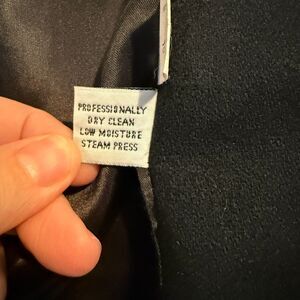 PROFESSIONALLY
DRY CLEAN
LOW MOISTURE
STEAM PRESS